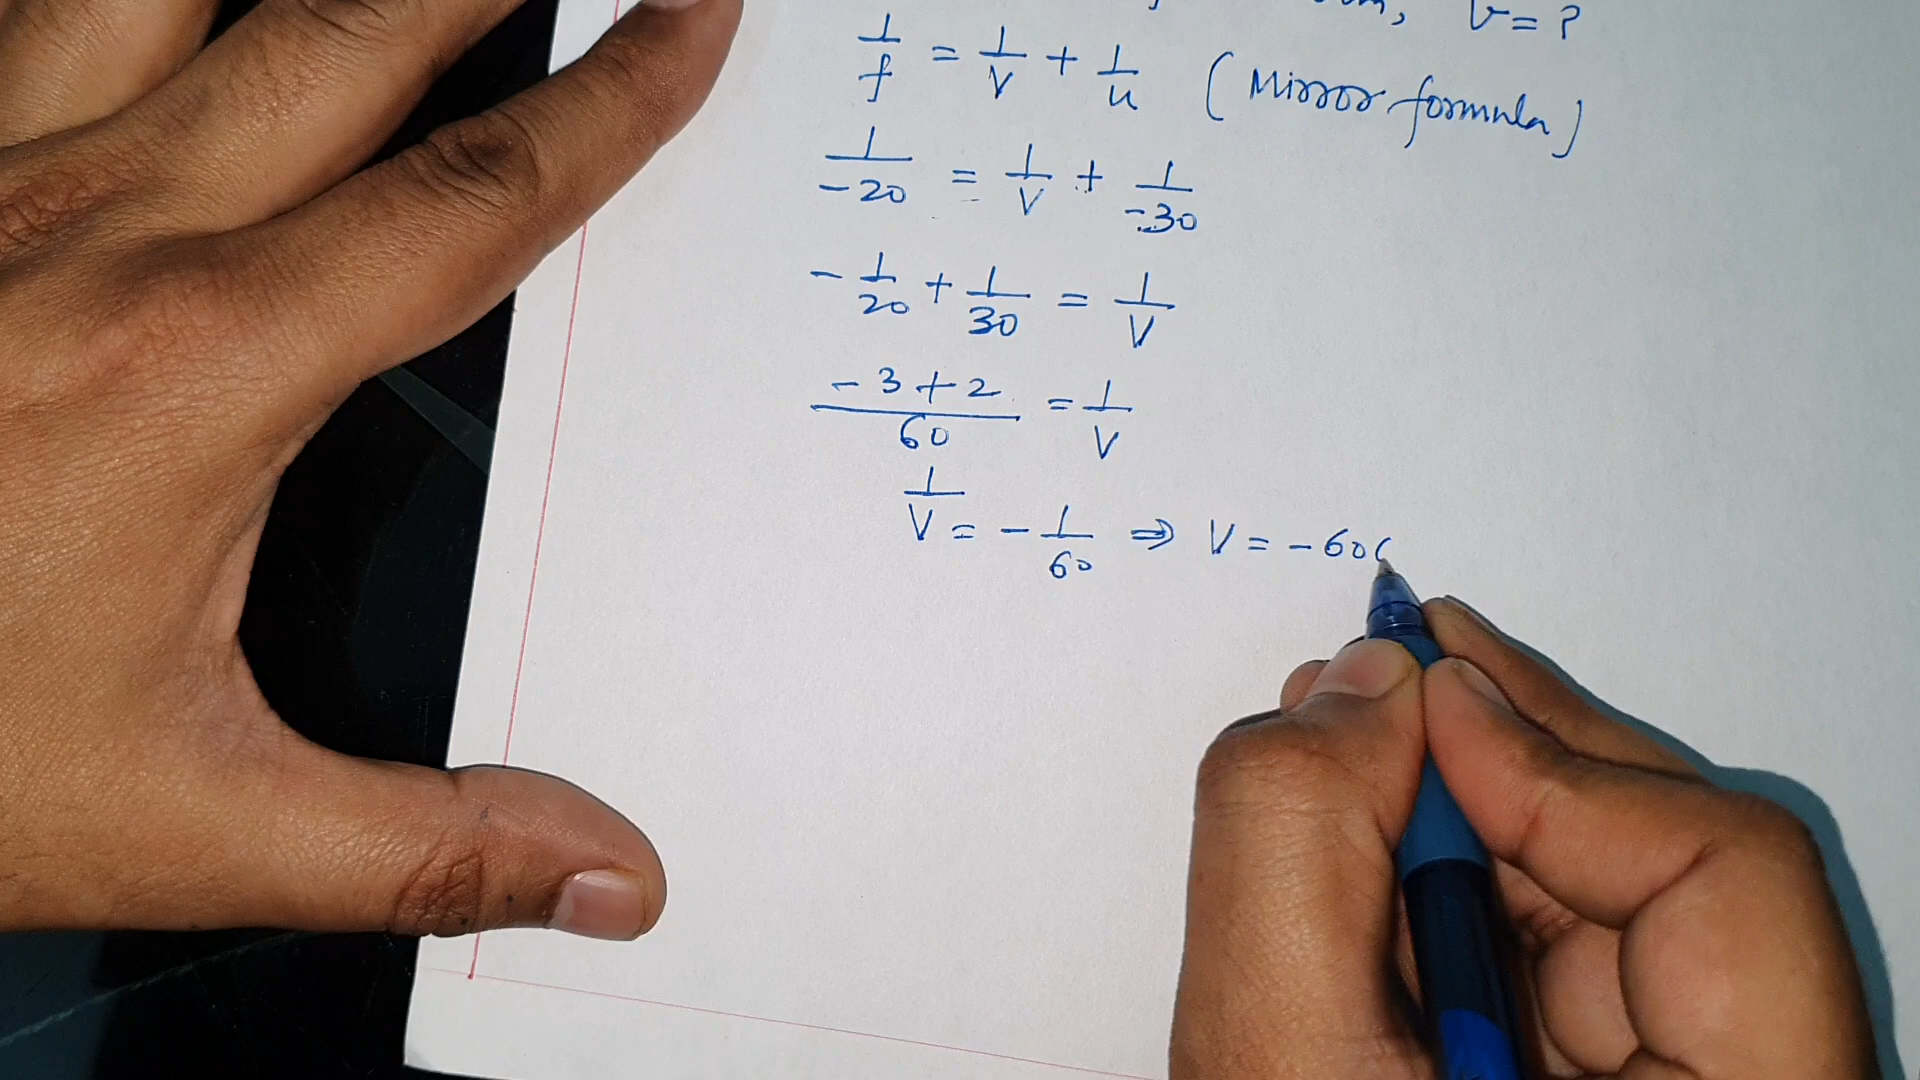 v = ?
1/f = 1/v + 1/u (Mirror formula)
1/-20 = 1/v + 1/-30
- 1/20 + 1/30 = 1/v
-3+2/60 = 1/v
1/v = - 1/60 ⇒ v = -60c